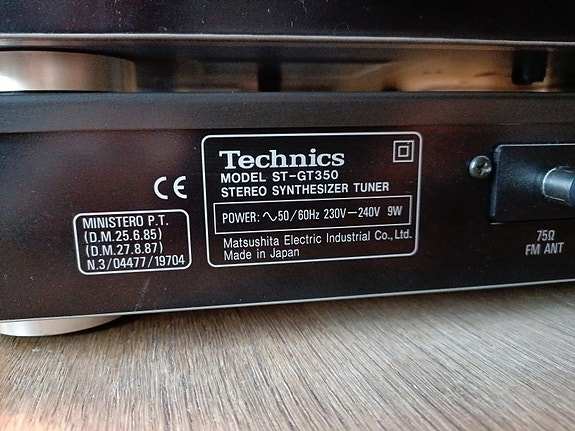 CE
MINISTERO P.T.
(D.M.25.6.85)
(D.M.27.8.87)
N.3/04477/19704
Technics
MODEL ST-GT350
STEREO SYNTHESIZER TUNER
POWER: ∿50/60Hz 230V—240V 9W
Matsushita Electric Industrial Co., Ltd.
Made in Japan
75Ω
FM ANT